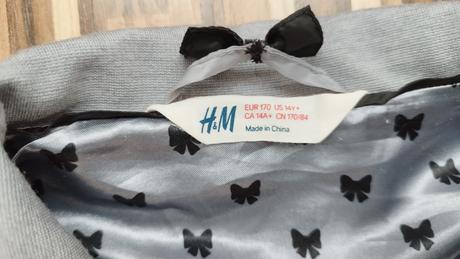 H&M
EUR 170 US 14Y+
CA 14A+ CN 170/84
Made in China